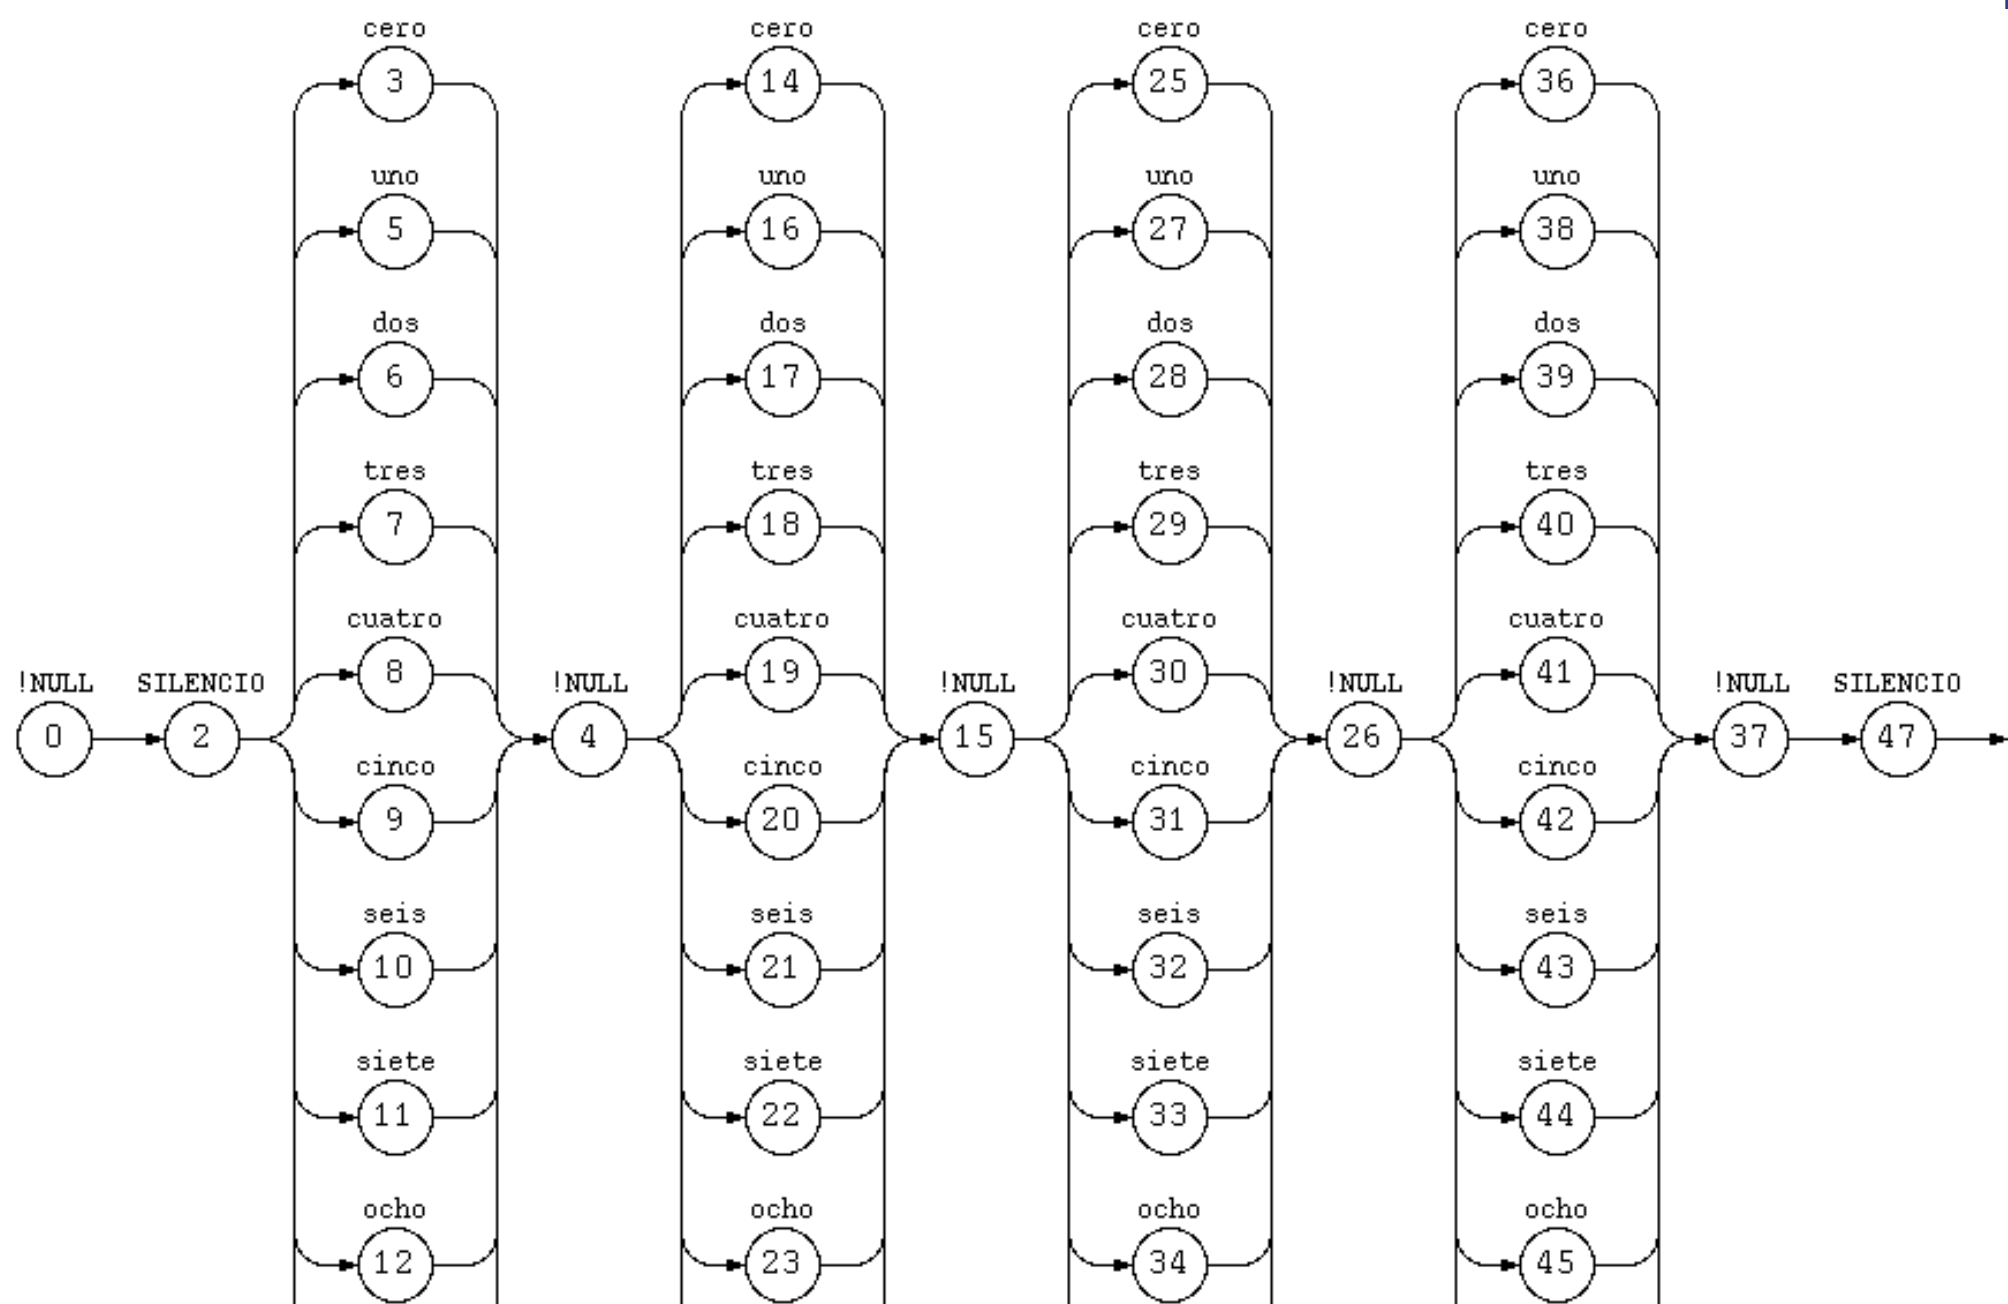 cero cero cero cero
3 14 25 36
uno uno uno uno
5 16 27 38
dos dos dos dos
6 17 28 39
tres tres tres tres
7 18 29 40
cuatro cuatro cuatro cuatro
8 19 30 41
!NULL SILENCIO !NULL !NULL !NULL !NULL SILENCIO
0 2 4 15 26 37 47
cinco cinco cinco cinco
9 20 31 42
seis seis seis seis
10 21 32 43
siete siete siete siete
11 22 33 44
ocho ocho ocho ocho
12 23 34 45